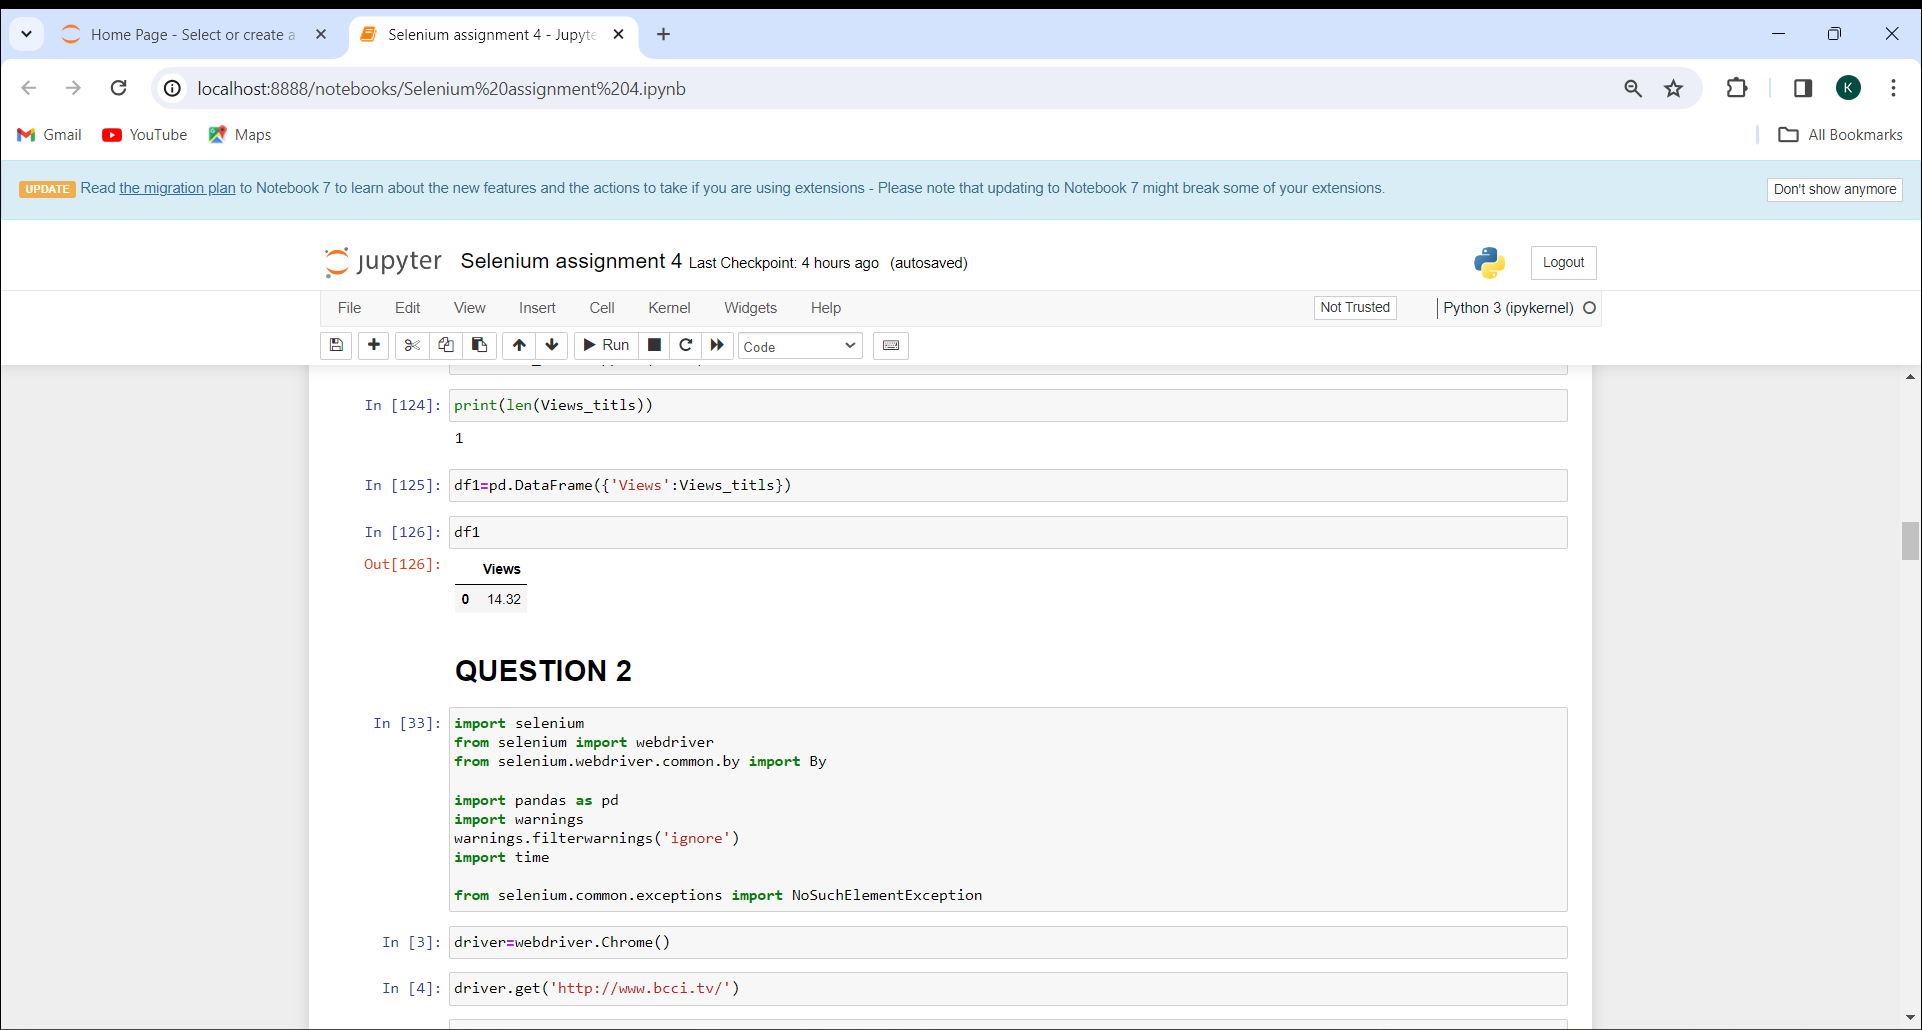 Home Page - Select or create a
Selenium assignment 4 - Jupyte
localhost:8888/notebooks/Selenium%20assignment%204.ipynb
K
Gmail
YouTube
Maps
All Bookmarks
UPDATE Read the migration plan to Notebook 7 to learn about the new features and the actions to take if you are using extensions - Please note that updating to Notebook 7 might break some of your extensions.
Don't show anymore
jupyter Selenium assignment 4 Last Checkpoint: 4 hours ago (autosaved)
Logout
File Edit View Insert Cell Kernel Widgets Help
Not Trusted
Python 3 (ipykernel)
Run
Code
In [124]: print(len(Views_titls))
1
In [125]: df1=pd.DataFrame({'Views':Views_titls})
In [126]: df1
Out[126]:
Views
0 14.32
QUESTION 2
In [33]: import selenium
from selenium import webdriver
from selenium.webdriver.common.by import By
import pandas as pd
import warnings
warnings.filterwarnings('ignore')
import time
from selenium.common.exceptions import NoSuchElementException
In [3]: driver=webdriver.Chrome()
In [4]: driver.get('http://www.bcci.tv/')